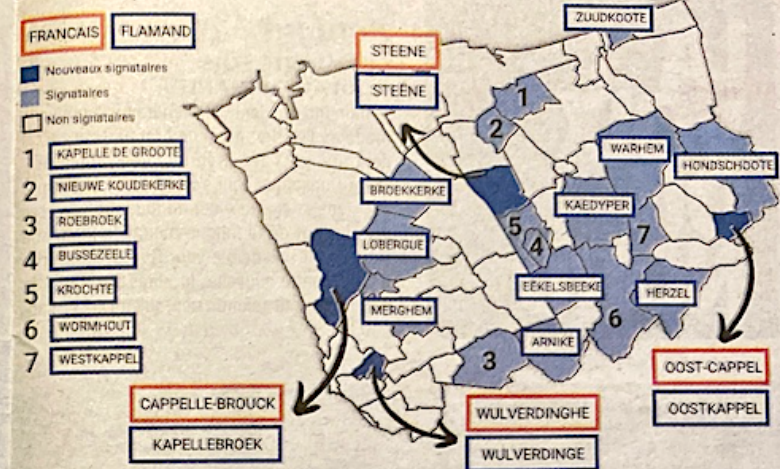 FRANCAIS FLAMAND
Nouveaux signataires
Signataires
Non signataires
1 KAPELLE DE GROOTE
2 NIEUWE KOUDEKERKE
3 ROEBROEK
4 BUSSEZEELE
5 KROCHTE
6 WORMHOUT
7 WESTKAPPEL
ZUUDKOOTE
STEENE
STEËNE
1
2
WARHEM
HONDSCHOOTE
BROEKKERKE
KAEDYPER
5
4
7
LOBERGUE
EËKELSBEEKE
HERZEL
MERGHEM
6
ARNIKE
3
OOST-CAPPEL
OOSTKAPPEL
CAPPELLE-BROUCK
KAPELLEBROEK
WULVERDINGHE
WULVERDINGE